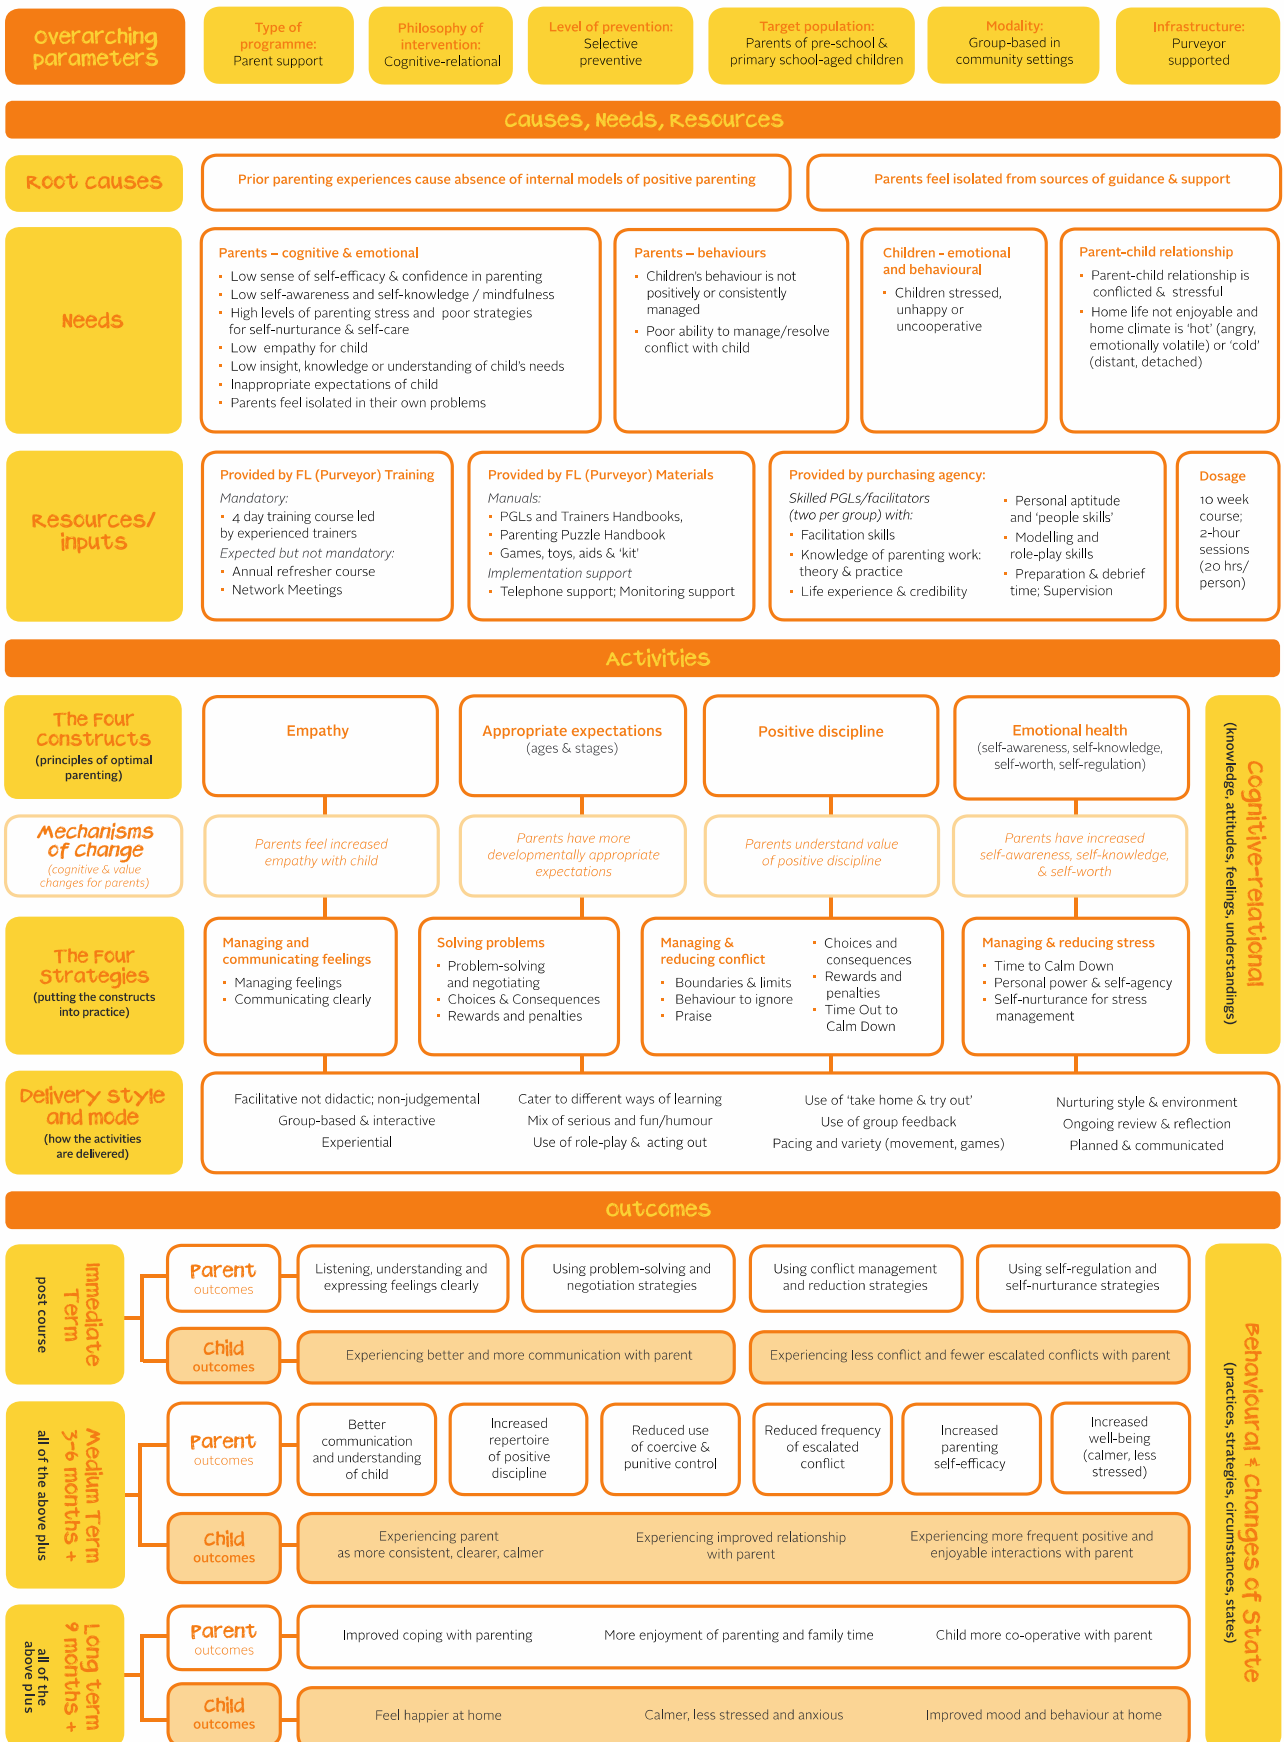 Overarching
parameters
Type of
programme:
Parent support
Philosophy of
intervention:
Cognitive-relational
Level of prevention:
Selective
preventive
Target population:
Parents of pre-school &
primary school-aged children
Modality:
Group-based in
community settings
Infrastructure:
Purveyor
supported
Causes, Needs, Resources
Root causes
Prior parenting experiences cause absence of internal models of positive parenting
Parents feel isolated from sources of guidance & support
Needs
Parents – cognitive & emotional
▪ Low sense of self-efficacy & confidence in parenting
▪ Low self-awareness and self-knowledge / mindfulness
▪ High levels of parenting stress and poor strategies
for self-nurturance & self-care
▪ Low empathy for child
▪ Low insight, knowledge or understanding of child's needs
▪ Inappropriate expectations of child
▪ Parents feel isolated in their own problems
Parents – behaviours
▪ Children's behaviour is not
positively or consistently
managed
▪ Poor ability to manage/resolve
conflict with child
Children - emotional
and behavioural
▪ Children stressed,
unhappy or
uncooperative
Parent-child relationship
▪ Parent-child relationship is
conflicted & stressful
▪ Home life not enjoyable and
home climate is 'hot' (angry,
emotionally volatile) or 'cold'
(distant, detached)
Resources/
inputs
Provided by FL (Purveyor) Training
Mandatory:
▪ 4 day training course led
by experienced trainers
Expected but not mandatory:
▪ Annual refresher course
▪ Network Meetings
Provided by FL (Purveyor) Materials
Manuals:
▪ PGLs and Trainers Handbooks,
▪ Parenting Puzzle Handbook
▪ Games, toys, aids & 'kit'
Implementation support
▪ Telephone support; Monitoring support
Provided by purchasing agency:
Skilled PGLs/facilitators
(two per group) with:
▪ Facilitation skills
▪ Knowledge of parenting work:
theory & practice
▪ Life experience & credibility
▪ Personal aptitude
and 'people skills'
▪ Modelling and
role-play skills
▪ Preparation & debrief
time; Supervision
Dosage
10 week
course;
2-hour
sessions
(20 hrs/
person)
Activities
The Four
Constructs
(principles of optimal
parenting)
Empathy
Appropriate expectations
(ages & stages)
Positive discipline
Emotional health
(self-awareness, self-knowledge,
self-worth, self-regulation)
Cognitive-relational
(knowledge, attitudes, feelings, understandings)
Mechanisms
of change
(cognitive & value
changes for parents)
Parents feel increased
empathy with child
Parents have more
developmentally appropriate
expectations
Parents understand value
of positive discipline
Parents have increased
self-awareness, self-knowledge,
& self-worth
The Four
Strategies
(putting the constructs
into practice)
Managing and
communicating feelings
▪ Managing feelings
▪ Communicating clearly
Solving problems
▪ Problem-solving
and negotiating
▪ Choices & Consequences
▪ Rewards and penalties
Managing &
reducing conflict
▪ Boundaries & limits
▪ Behaviour to ignore
▪ Praise
▪ Choices and
consequences
▪ Rewards and
penalties
▪ Time Out to
Calm Down
Managing & reducing stress
▪ Time to Calm Down
▪ Personal power & self-agency
▪ Self-nurturance for stress
management
Delivery style
and mode
(how the activities
are delivered)
Facilitative not didactic; non-judgemental
Group-based & interactive
Experiential
Cater to different ways of learning
Mix of serious and fun/humour
Use of role-play & acting out
Use of 'take home & try out'
Use of group feedback
Pacing and variety (movement, games)
Nurturing style & environment
Ongoing review & reflection
Planned & communicated
Outcomes
Immediate
Term
post course
Parent
outcomes
Listening, understanding and
expressing feelings clearly
Using problem-solving and
negotiation strategies
Using conflict management
and reduction strategies
Using self-regulation and
self-nurturance strategies
Child
outcomes
Experiencing better and more communication with parent
Experiencing less conflict and fewer escalated conflicts with parent
Behavioural & Changes of State
(practices, strategies, circumstances, states)
Medium Term
3-6 months +
all of the above plus
Parent
outcomes
Better
communication
and understanding
of child
Increased
repertoire
of positive
discipline
Reduced use
of coercive &
punitive control
Reduced frequency
of escalated
conflict
Increased
parenting
self-efficacy
Increased
well-being
(calmer, less
stressed)
Child
outcomes
Experiencing parent
as more consistent, clearer, calmer
Experiencing improved relationship
with parent
Experiencing more frequent positive and
enjoyable interactions with parent
Long term
9 months +
all of the
above plus
Parent
outcomes
Improved coping with parenting
More enjoyment of parenting and family time
Child more co-operative with parent
Child
outcomes
Feel happier at home
Calmer, less stressed and anxious
Improved mood and behaviour at home